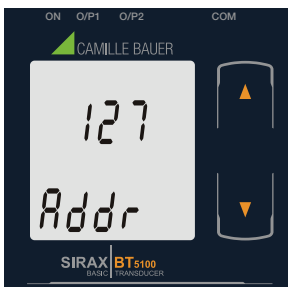 ON O/P1 O/P2 COM
CAMILLE BAUER
127
Addr
SIRAX BT5100
BASIC TRANSDUCER